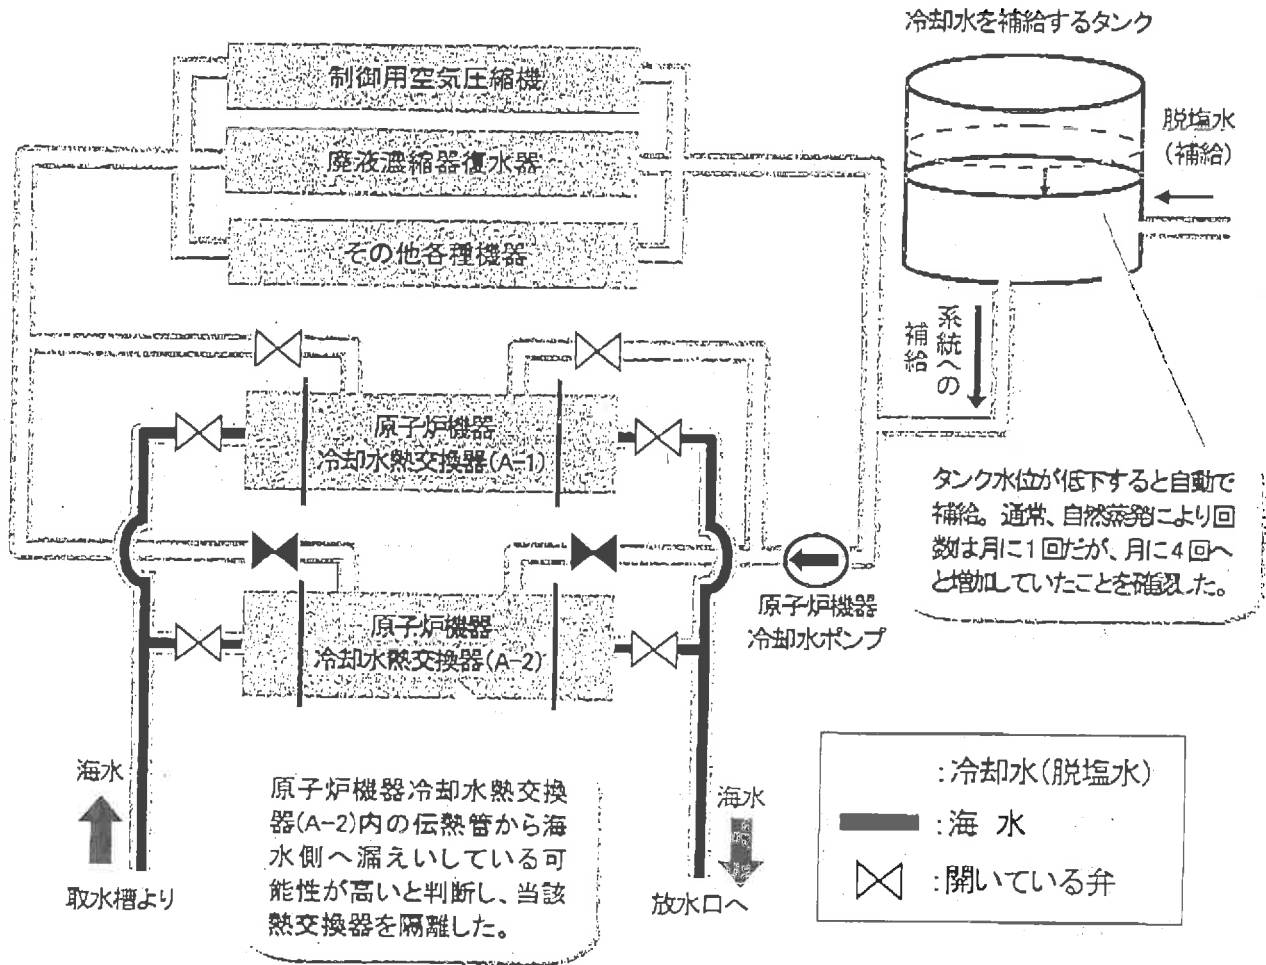 冷却水を補給するタンク
制御用空気圧縮機
廃液濃縮器復水器
その他各種機器
脱塩水
(補給)
系統への
補給
原子炉機器
冷却水熱交換器(A-1)
タンク水位が低下すると自動で
補給。通常、自然蒸発により回
数は月に1回だが、月に4回へ
と増加していたことを確認した。
原子炉機器
冷却水ポンプ
原子炉機器
冷却水熱交換器(A-2)
海水
取水槽より
原子炉機器冷却水熱交換
器(A-2)内の伝熱管から海
水側へ漏えいしている可
能性が高いと判断し、当該
熱交換器を隔離した。
海水
放水口へ
:冷却水(脱塩水)
:海 水
:開いている弁